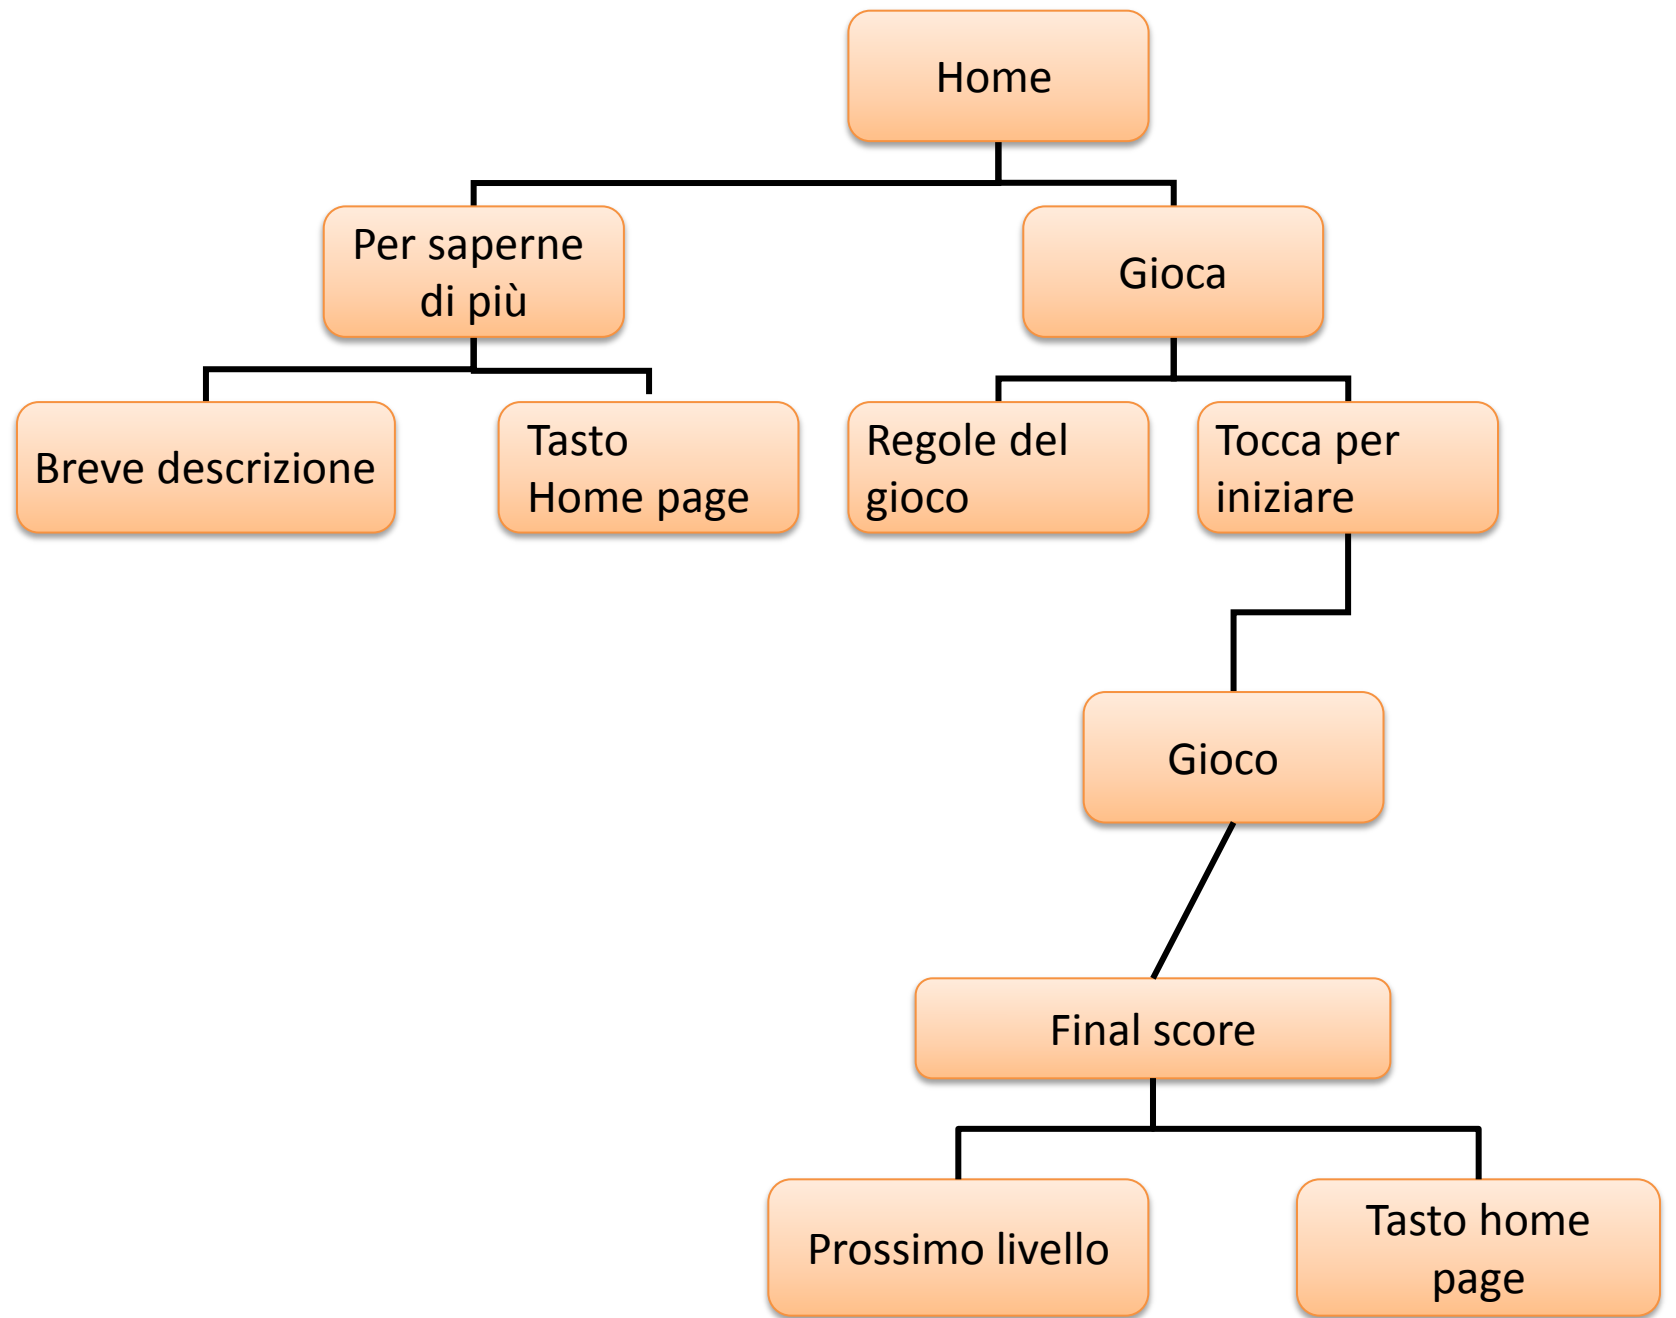 Home
Per saperne
di più
Gioca
Breve descrizione
Tasto
Home page
Regole del
gioco
Tocca per
iniziare
Gioco
Final score
Prossimo livello
Tasto home
page